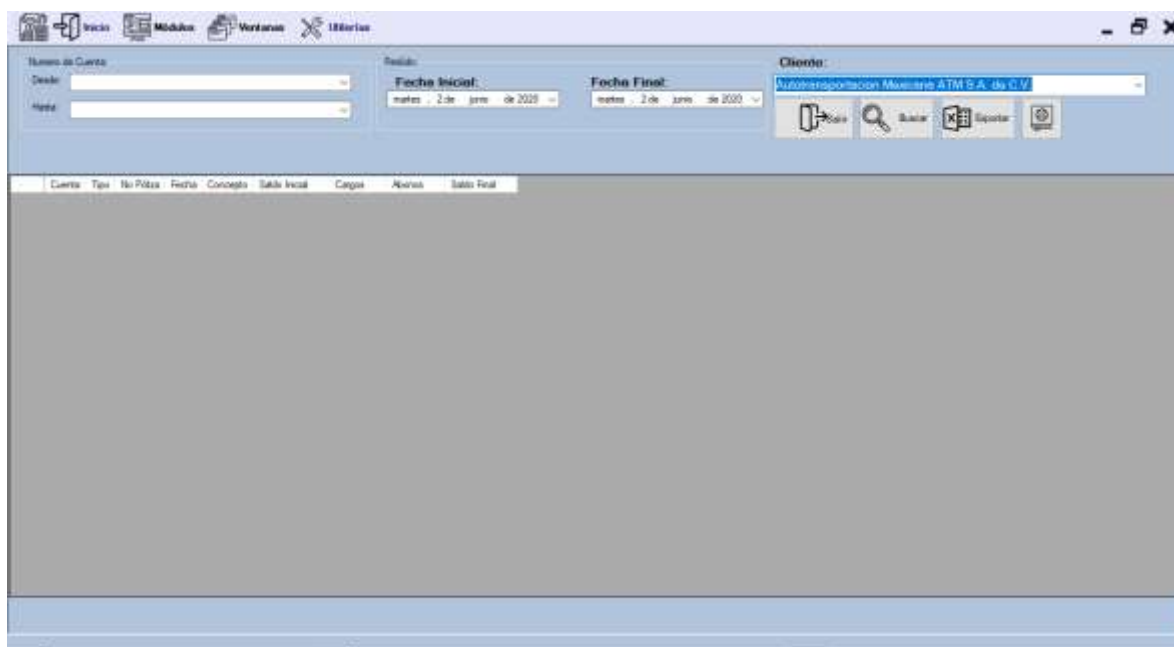 Inicio Módulos Ventanas Utilerias
Numero de Cuenta
Desde:
Hasta:
Fecha Inicial:
martes , 2 de junio de 2020
Fecha Final:
martes , 2 de junio de 2020
Cliente:
Autotransportacion Mexicana ATM S.A. de C.V.
Buscar Exportar
Cuenta Tipo No Póliza Fecha Concepto Saldo Inicial Cargos Abonos Saldo Final